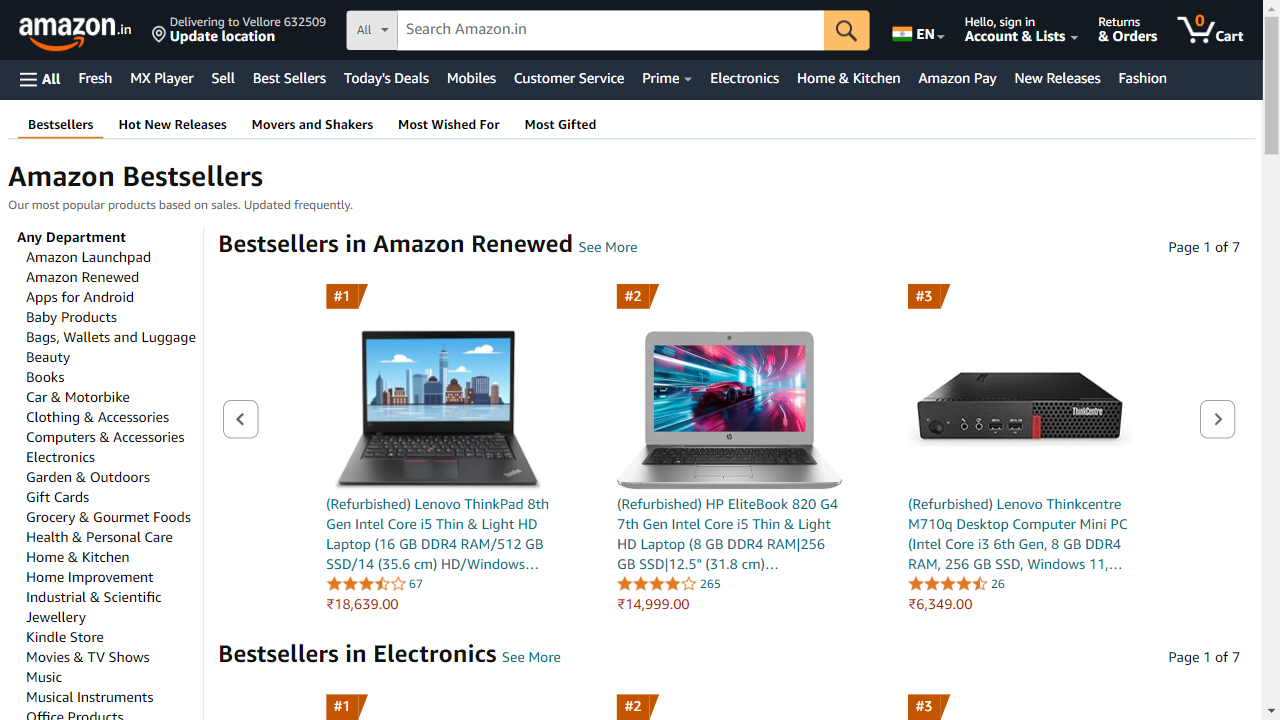 amazon.in
Delivering to Vellore 632509
Update location
All
Search Amazon.in
EN
Hello, sign in
Account & Lists
Returns
& Orders
0
Cart
All
Fresh
MX Player
Sell
Best Sellers
Today's Deals
Mobiles
Customer Service
Prime
Electronics
Home & Kitchen
Amazon Pay
New Releases
Fashion
Bestsellers
Hot New Releases
Movers and Shakers
Most Wished For
Most Gifted
Amazon Bestsellers
Our most popular products based on sales. Updated frequently.
Any Department
Amazon Launchpad
Amazon Renewed
Apps for Android
Baby Products
Bags, Wallets and Luggage
Beauty
Books
Car & Motorbike
Clothing & Accessories
Computers & Accessories
Electronics
Garden & Outdoors
Gift Cards
Grocery & Gourmet Foods
Health & Personal Care
Home & Kitchen
Home Improvement
Industrial & Scientific
Jewellery
Kindle Store
Movies & TV Shows
Music
Musical Instruments
Office Products
Bestsellers in Amazon Renewed See More
Page 1 of 7
#1
(Refurbished) Lenovo ThinkPad 8th
Gen Intel Core i5 Thin & Light HD
Laptop (16 GB DDR4 RAM/512 GB
SSD/14 (35.6 cm) HD/Windows…
67
₹18,639.00
#2
hp
(Refurbished) HP EliteBook 820 G4
7th Gen Intel Core i5 Thin & Light
HD Laptop (8 GB DDR4 RAM|256
GB SSD|12.5" (31.8 cm)…
265
₹14,999.00
#3
ThinkCentre
(Refurbished) Lenovo Thinkcentre
M710q Desktop Computer Mini PC
(Intel Core i3 6th Gen, 8 GB DDR4
RAM, 256 GB SSD, Windows 11,…
26
₹6,349.00
Bestsellers in Electronics See More
Page 1 of 7
#1
#2
#3